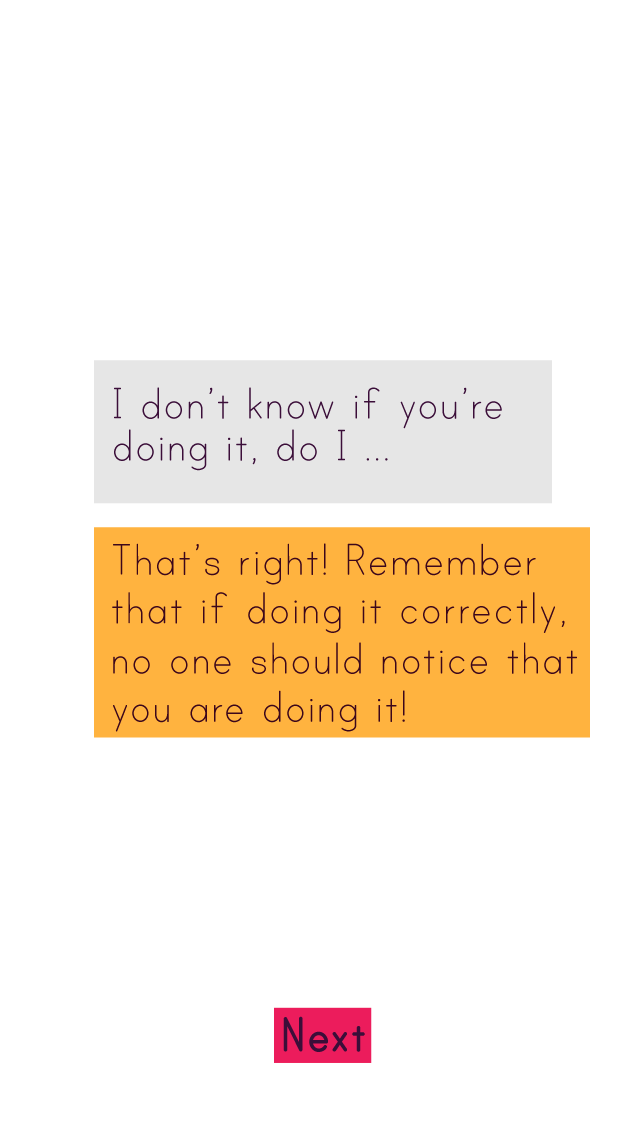 I don't know if you're
doing it, do I ...
That's right! Remember
that if doing it correctly,
no one should notice that
you are doing it!
Next